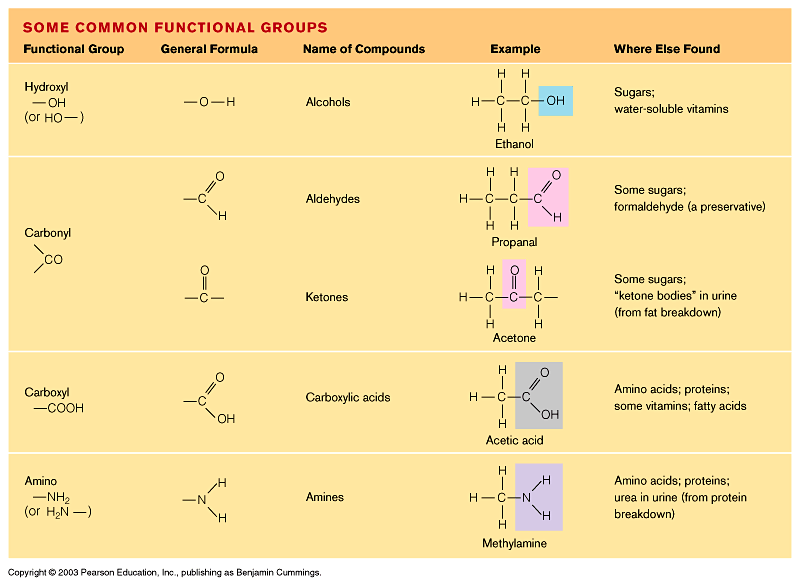 SOME COMMON FUNCTIONAL GROUPS
Functional Group General Formula Name of Compounds Example Where Else Found
Hydroxyl
—OH
(or HO—)
—O—H
Alcohols
H H
H—C—C—OH
H H
Ethanol
Sugars;
water-soluble vitamins
Carbonyl
CO
O
—C
H
Aldehydes
H H O
H—C—C—C
H H H
Propanal
Some sugars;
formaldehyde (a preservative)
O
—C—
Ketones
H O H
H—C—C—C—
H H
Acetone
Some sugars;
“ketone bodies” in urine
(from fat breakdown)
Carboxyl
—COOH
O
—C
OH
Carboxylic acids
H O
H—C—C
H OH
Acetic acid
Amino acids; proteins;
some vitamins; fatty acids
Amino
—NH₂
(or H₂N—)
H
—N
H
Amines
H H
H—C—N
H H
Methylamine
Amino acids; proteins;
urea in urine (from protein
breakdown)
Copyright © 2003 Pearson Education, Inc., publishing as Benjamin Cummings.